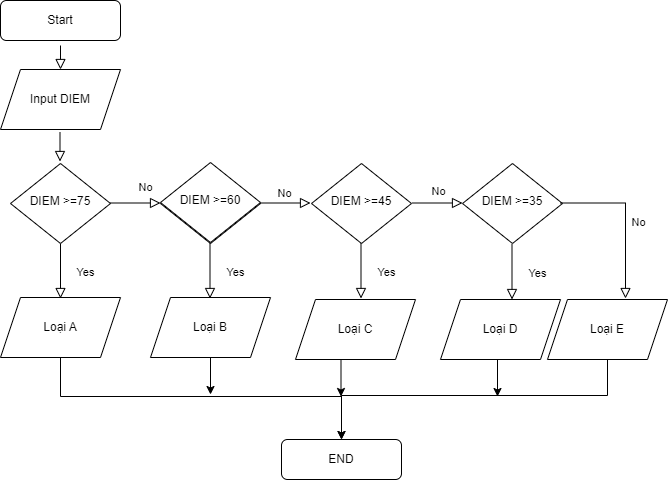 Start
Input DIEM
DIEM >=75
No
DIEM >=60
No
DIEM >=45
No
DIEM >=35
No
Yes
Yes
Yes
Yes
Loại A
Loại B
Loại C
Loại D
Loại E
END